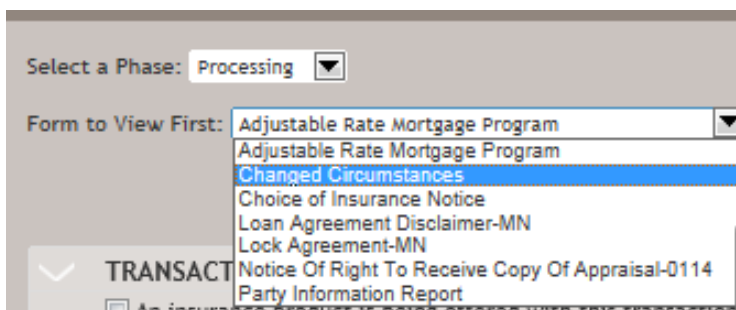 Select a Phase: Processing
Form to View First: Adjustable Rate Mortgage Program
Adjustable Rate Mortgage Program
Changed Circumstances
Choice of Insurance Notice
Loan Agreement Disclaimer-MN
Lock Agreement-MN
TRANSACT Notice Of Right To Receive Copy Of Appraisal-0114
Party Information Report